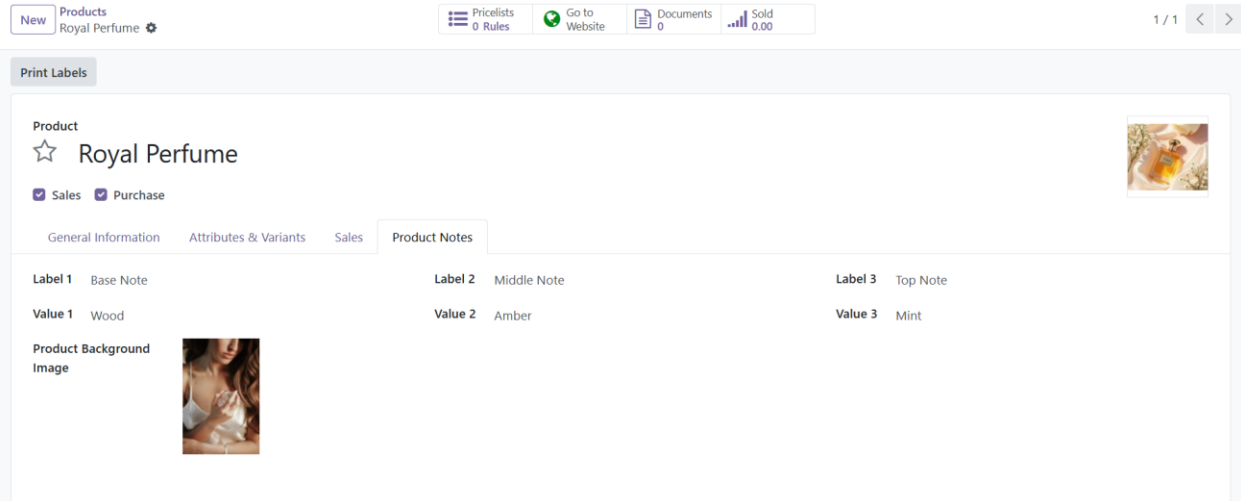 New
Products
Royal Perfume
Pricelists
0 Rules
Go to
Website
Documents
0
Sold
0.00
1 / 1
Print Labels
Product
Royal Perfume
Sales Purchase
General Information Attributes & Variants Sales Product Notes
Label 1 Base Note Label 2 Middle Note Label 3 Top Note
Value 1 Wood Value 2 Amber Value 3 Mint
Product Background
Image